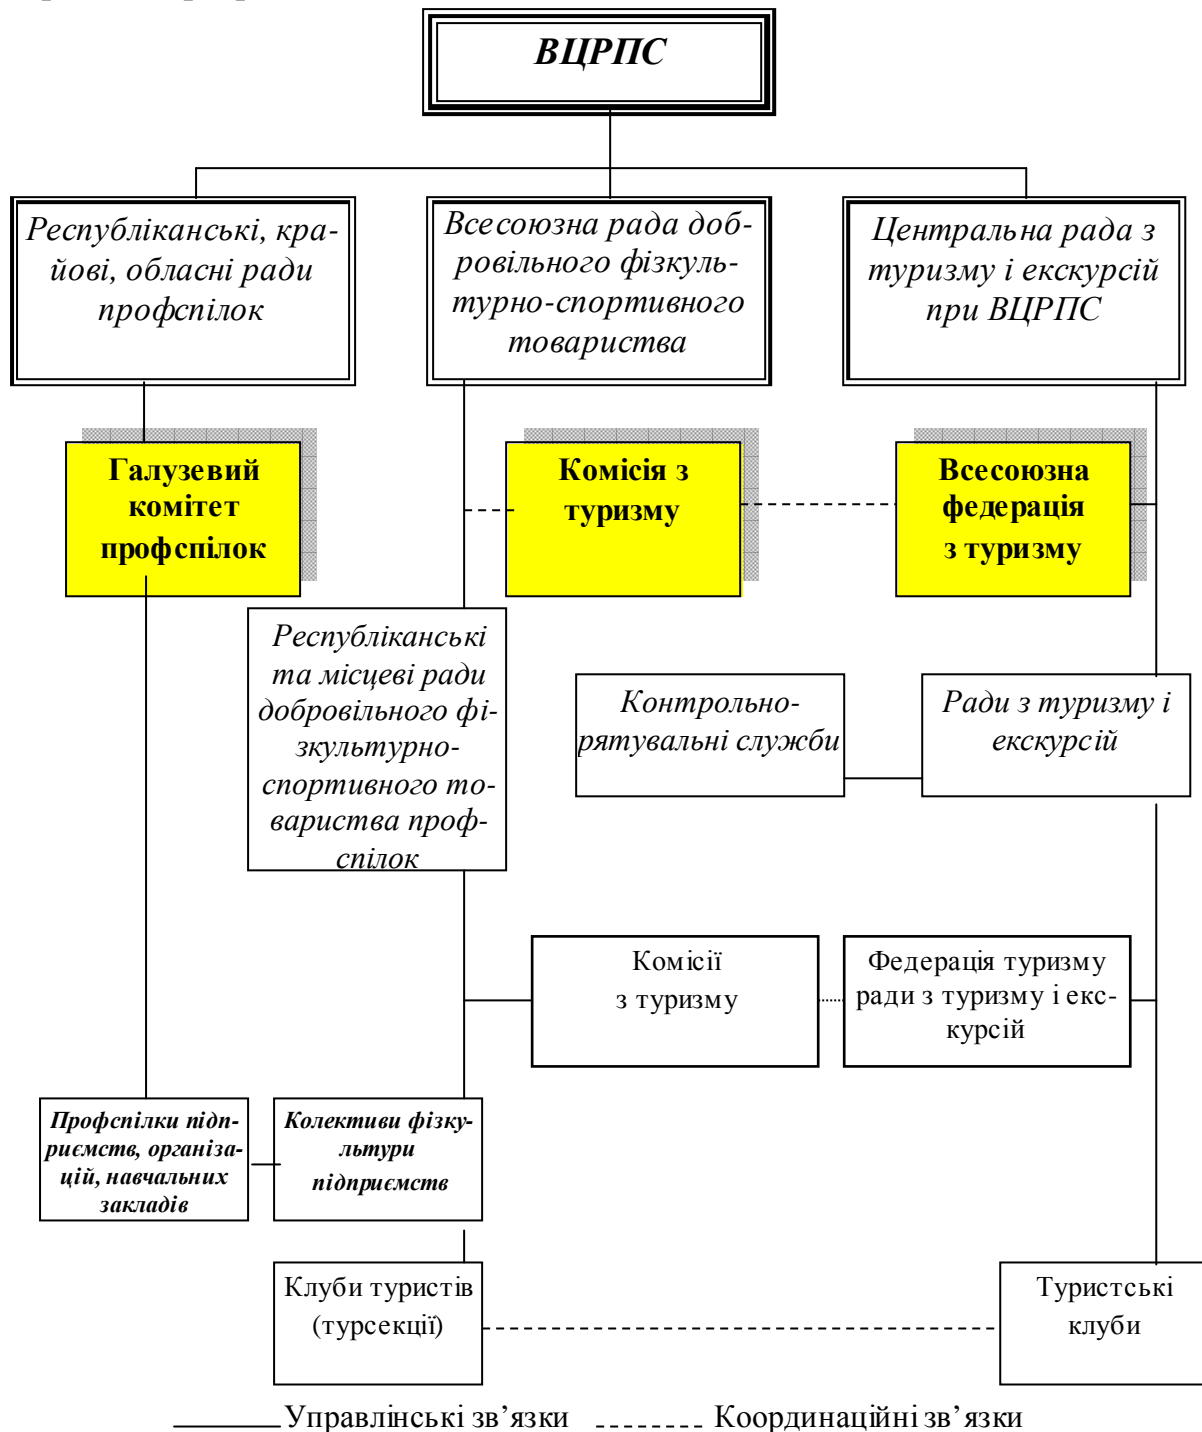 ВЦРПС
Республіканські, кра-
йові, обласні ради
профспілок
Всесоюзна рада доб-
ровільного фізкуль-
турно-спортивного
товариства
Центральна рада з
туризму і екскурсій
при ВЦРПС
Галузевий
комітет
профспілок
Комісія з
туризму
Всесоюзна
федерація
з туризму
Республіканські
та місцеві ради
добровільного фі-
зкультурно-
спортивного то-
вариства проф-
спілок
Контрольно-
рятувальні служби
Ради з туризму і
екскурсій
Комісії
з туризму
Федерація туризму
ради з туризму і екс-
курсій
Профспілки підп-
риємств, організа-
цій, навчальних
закладів
Колективи фізку-
льтури
підприємств
Клуби туристів
(турсекції)
Туристські
клуби
Управлінські зв’язки Координаційні зв’язки